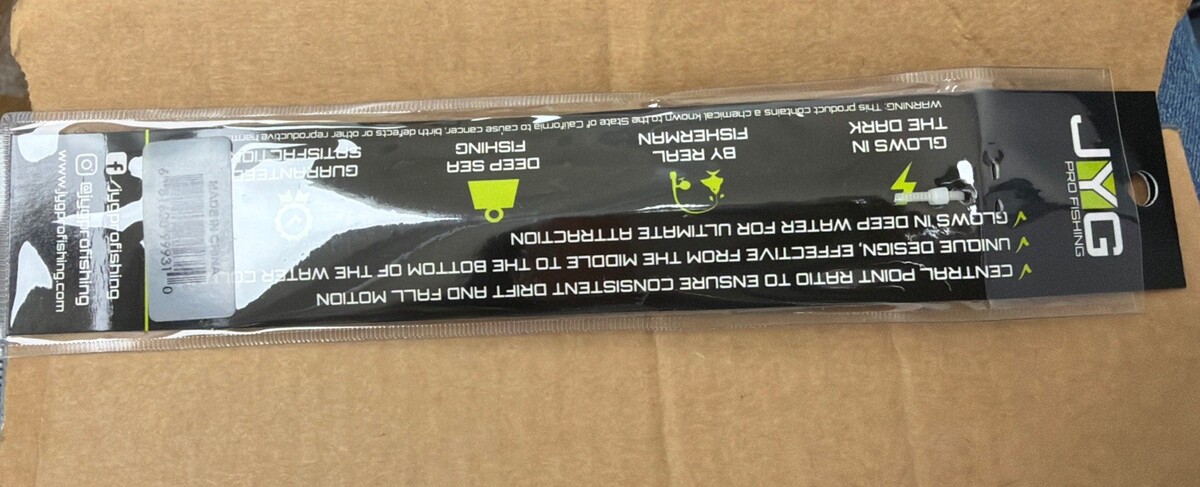 JYG
PRO FISHING
CENTRAL POINT RATIO TO ENSURE CONSISTENT DRIFT AND FALL MOTION
UNIQUE DESIGN, EFFECTIVE FROM THE MIDDLE TO THE BOTTOM OF THE WATER
GLOWS IN DEEP WATER FOR ULTIMATE ATTRACTION
GLOWS IN
THE DARK
BY REAL
FISHERMAN
DEEP SEA
FISHING
GUARANTEED
SATISFACTION
WARNING: This product contains a chemical known to the State of California to cause cancer, birth defects or other reproductive harm
MADE IN CHINA
f /jygprofishing
@jygprofishing
www.jygprofishing.com